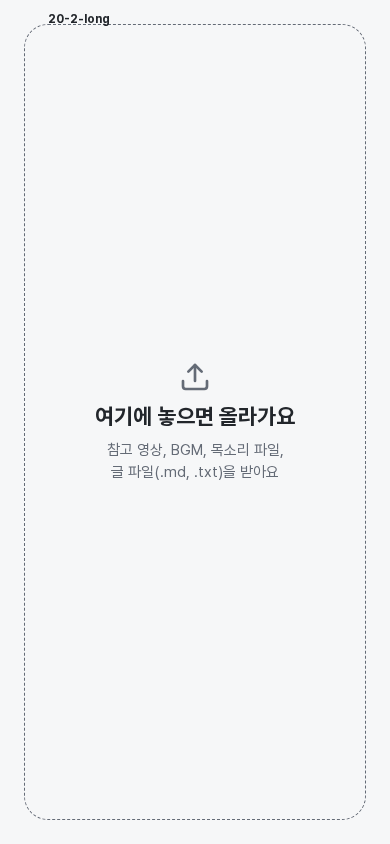 20-2-long
여기에 놓으면 올라가요
참고 영상, BGM, 목소리 파일,
글 파일(.md, .txt)을 받아요